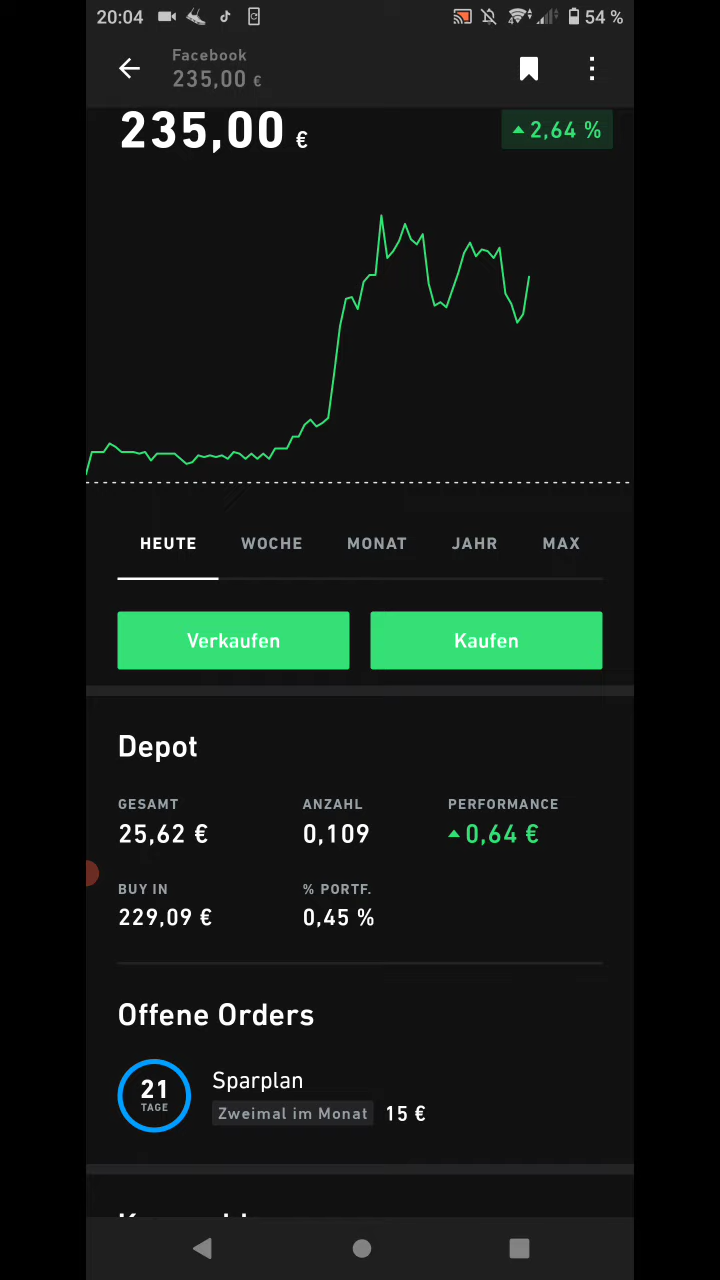 20:04
54 %
Facebook
235,00 €
235,00 €
2,64 %
HEUTE WOCHE MONAT JAHR MAX
Verkaufen Kaufen
Depot
GESAMT ANZAHL PERFORMANCE
25,62 € 0,109 0,64 €
BUY IN % PORTF.
229,09 € 0,45 %
Offene Orders
21
TAGE
Sparplan
Zweimal im Monat 15 €